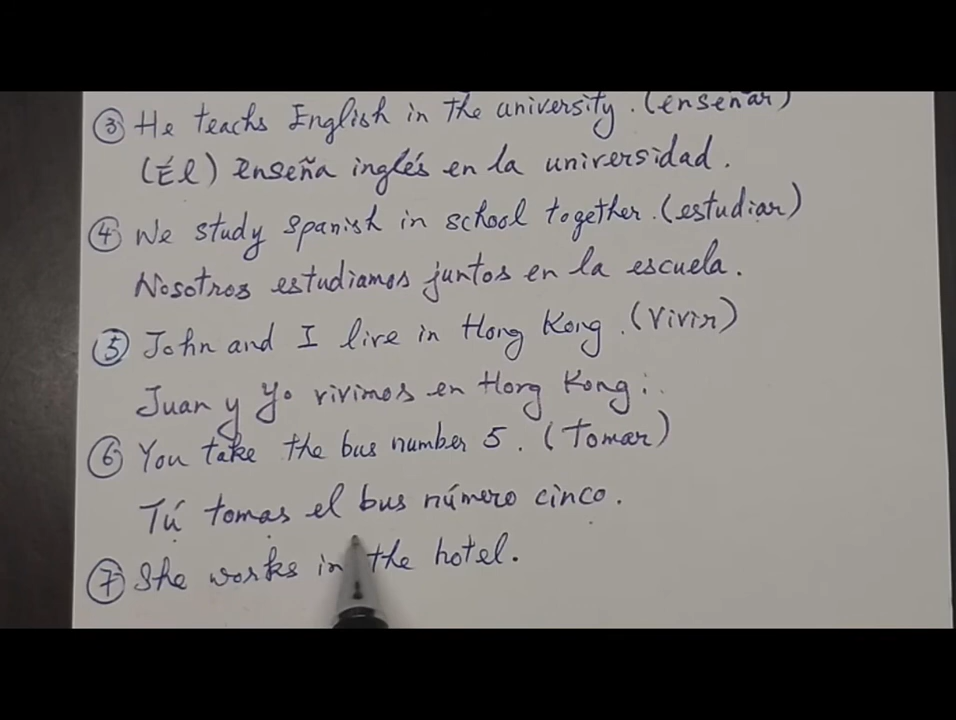 ③ He teachs English in the university. (enseñar)
(Él) enseña inglés en la universidad.
④ We study Spanish in school together. (estudiar)
Nosotros estudiamos juntos en la escuela.
⑤ John and I live in Hong Kong. (Vivir)
Juan y Yo vivimos en Hong Kong.
⑥ You take the bus number 5. (Tomar)
Tú tomas el bus número cinco.
⑦ She works in the hotel.